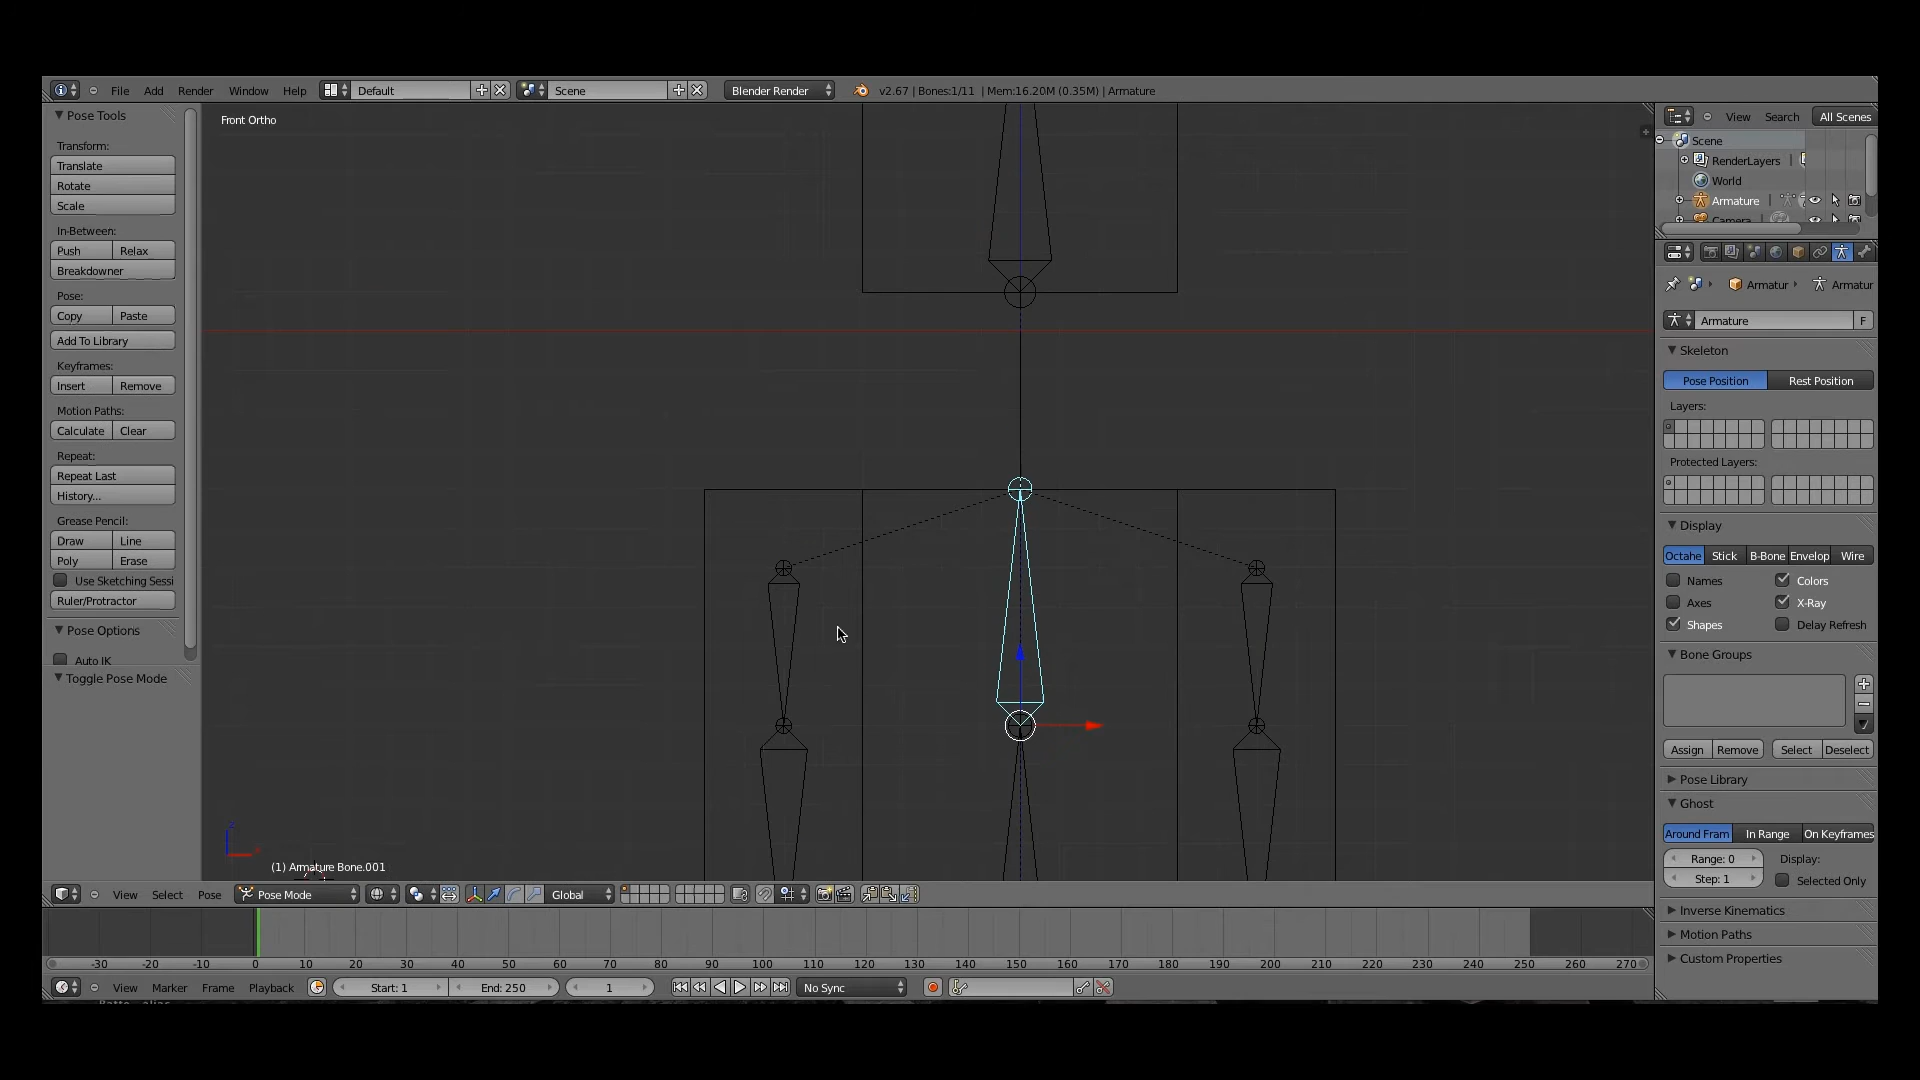 File Add Render Window Help Default Scene Blender Render v2.67 | Bones:1/11 | Mem:16.20M (0.35M) | Armature
Pose Tools
Transform:
Translate
Rotate
Scale
In-Between:
Push Relax
Breakdowner
Pose:
Copy Paste
Add To Library
Keyframes:
Insert Remove
Motion Paths:
Calculate Clear
Repeat:
Repeat Last
History...
Grease Pencil:
Draw Line
Poly Erase
Use Sketching Sessi
Ruler/Protractor
Pose Options
Auto IK
Toggle Pose Mode
Front Ortho
(1) Armature Bone.001
View Search All Scenes
Scene
RenderLayers |
World
Armature |
Camera
Armatur Armatur
Armature F
Skeleton
Pose Position Rest Position
Layers:
Protected Layers:
Display
Octahe Stick B-Bone Envelop Wire
Names Colors
Axes X-Ray
Shapes Delay Refresh
Bone Groups
Assign Remove Select Deselect
Pose Library
Ghost
Around Fram In Range On Keyframes
Range: 0 Display:
Step: 1 Selected Only
Inverse Kinematics
Motion Paths
Custom Properties
View Select Pose Pose Mode Global
-30 -20 -10 0 10 20 30 40 50 60 70 80 90 100 110 120 130 140 150 160 170 180 190 200 210 220 230 240 250 260 270
View Marker Frame Playback Start: 1 End: 250 1 No Sync